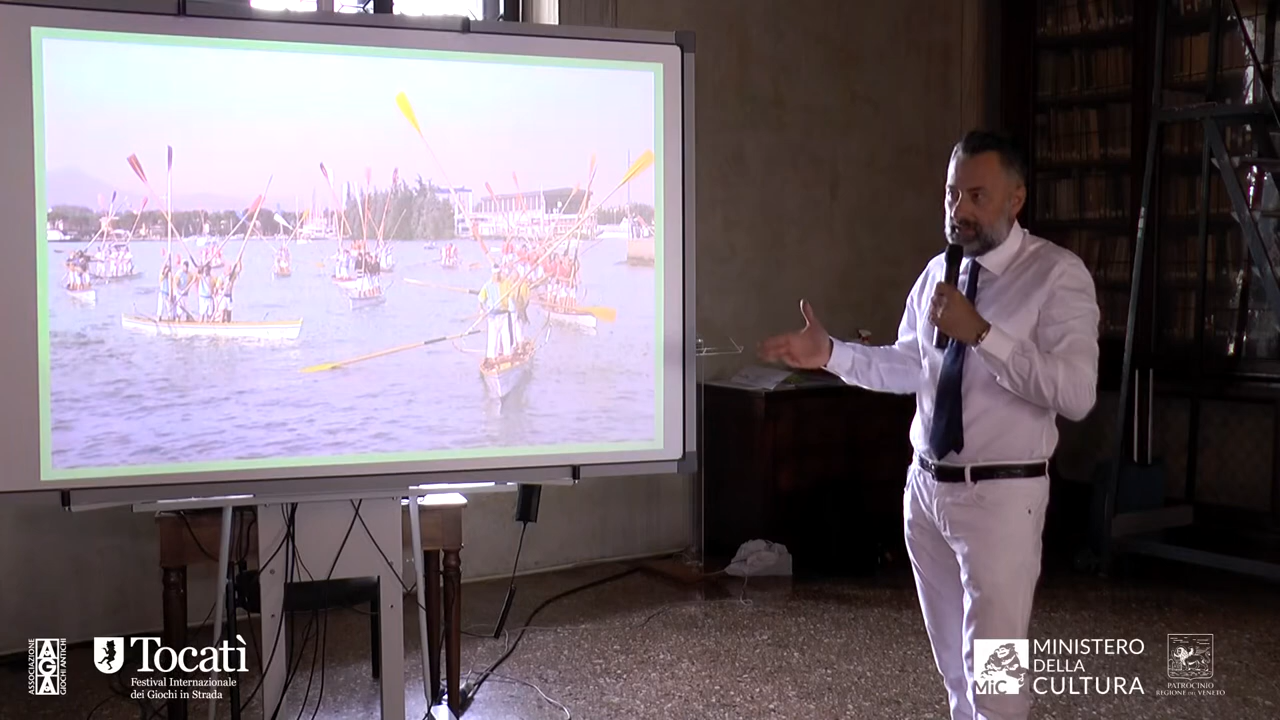 ASSOCIAZIONE
AGA
GIOCHI ANTICHI
Tocatì
Festival Internazionale
dei Giochi in Strada
MiC
MINISTERO
DELLA
CULTURA
PATROCINIO
REGIONE DEL VENETO